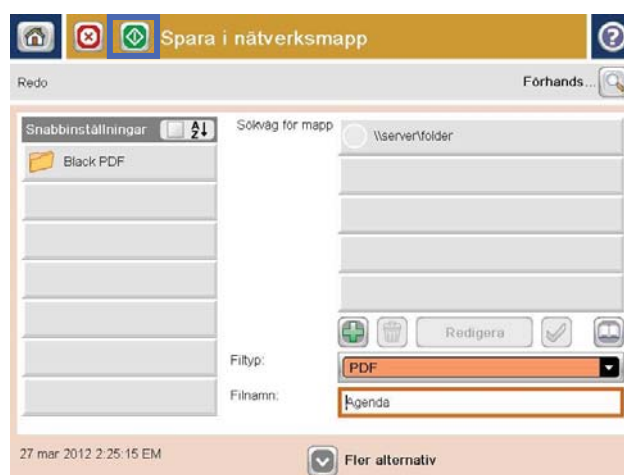 Spara i nätverksmapp
Redo
Förhands...
Snabbinställningar
Black PDF
Sökväg för mapp
\\server\folder
Redigera
Filtyp:
PDF
Filnamn:
Agenda
27 mar 2012 2:25:15 EM
Fler alternativ